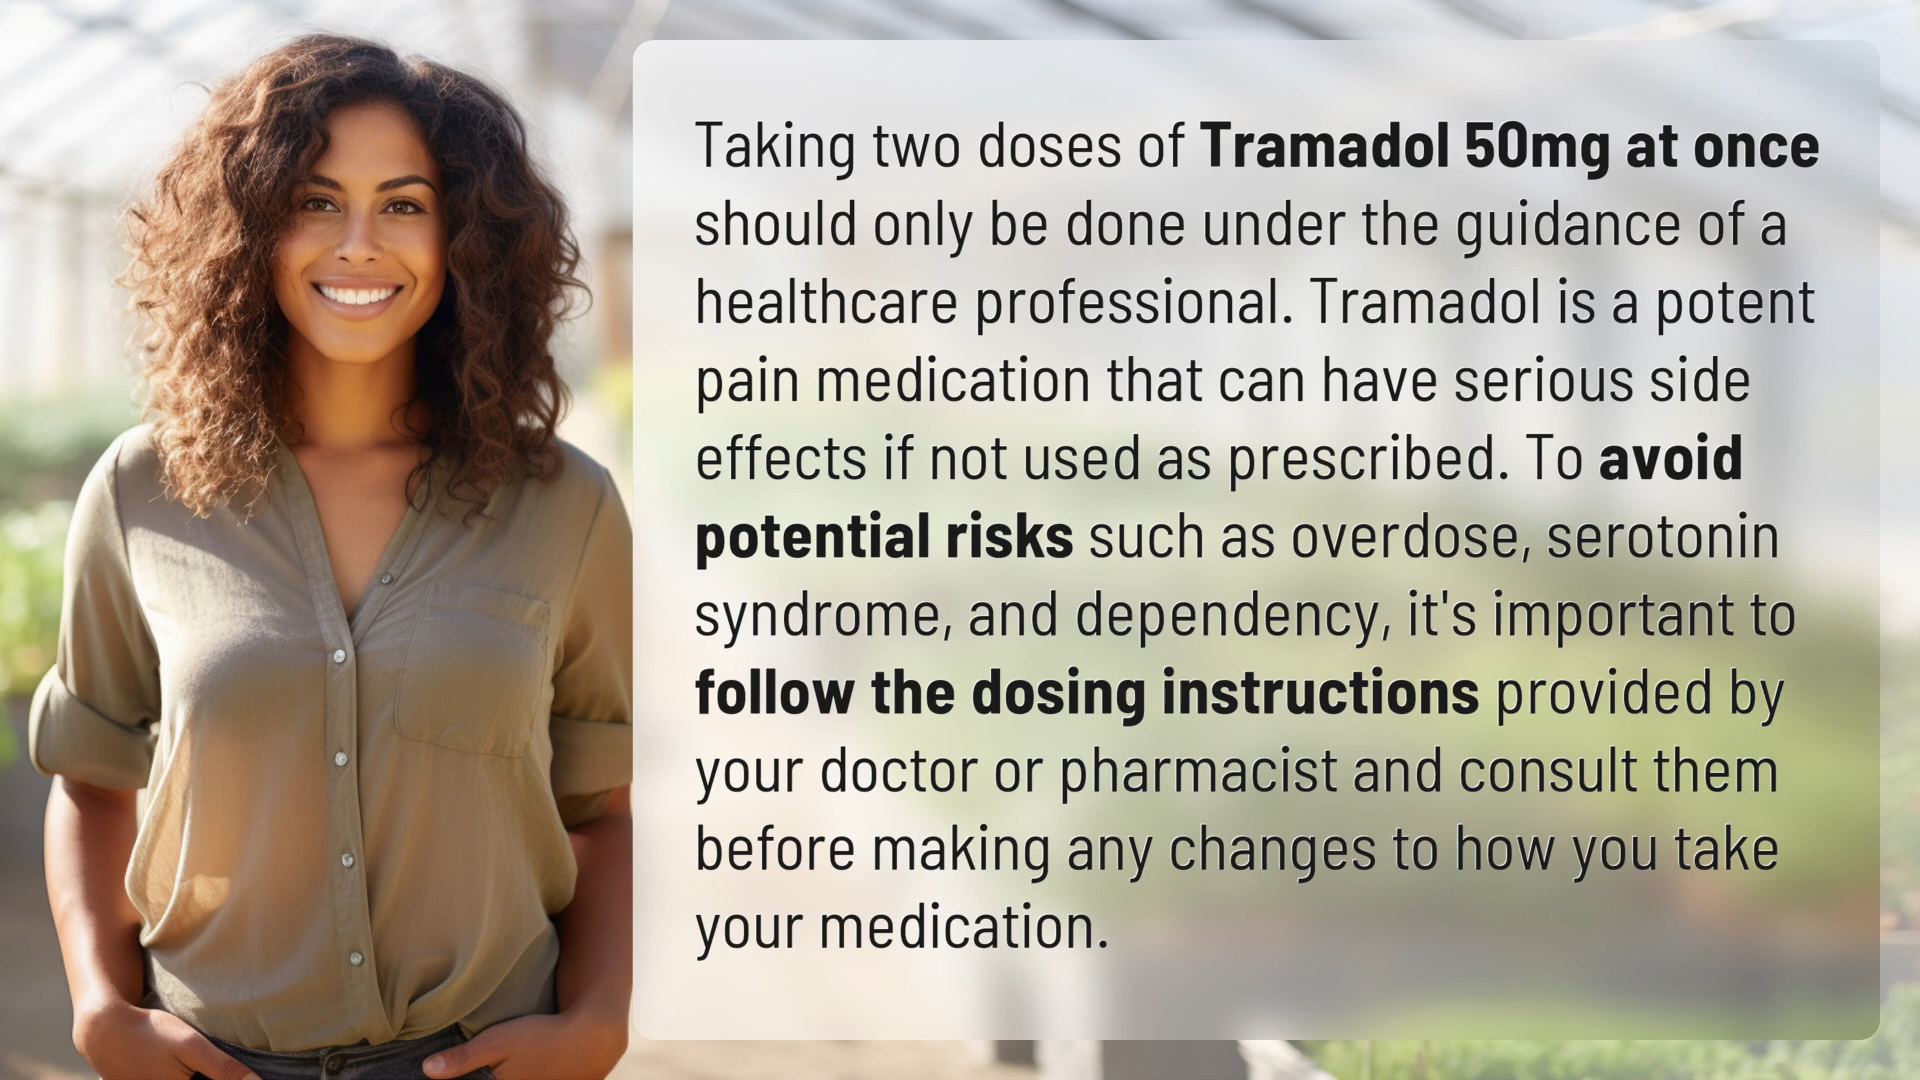 Taking two doses of Tramadol 50mg at once
should only be done under the guidance of a
healthcare professional. Tramadol is a potent
pain medication that can have serious side
effects if not used as prescribed. To avoid
potential risks such as overdose, serotonin
syndrome, and dependency, it's important to
follow the dosing instructions provided by
your doctor or pharmacist and consult them
before making any changes to how you take
your medication.